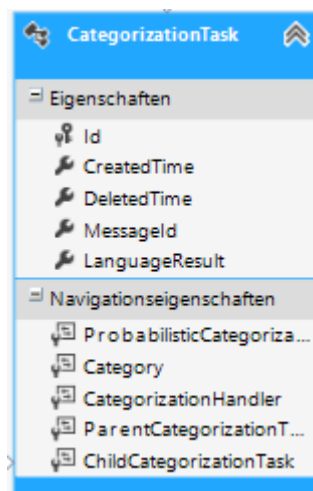 CategorizationTask
Eigenschaften
Id
CreatedTime
DeletedTime
MessageId
LanguageResult
Navigationseigenschaften
ProbabilisticCategoriza...
Category
CategorizationHandler
ParentCategorizationT...
ChildCategorizationTask